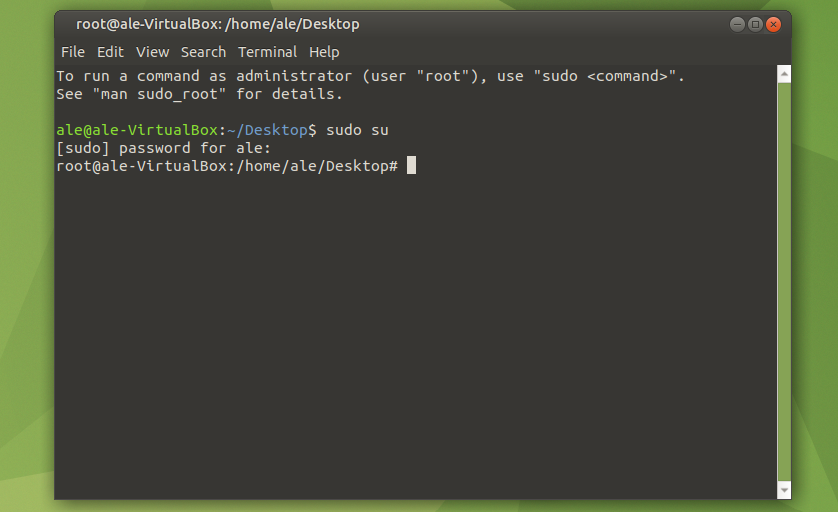 root@ale-VirtualBox: /home/ale/Desktop
File Edit View Search Terminal Help
To run a command as administrator (user "root"), use "sudo <command>".
See "man sudo_root" for details.
ale@ale-VirtualBox:~/Desktop$ sudo su
[sudo] password for ale:
root@ale-VirtualBox:/home/ale/Desktop#